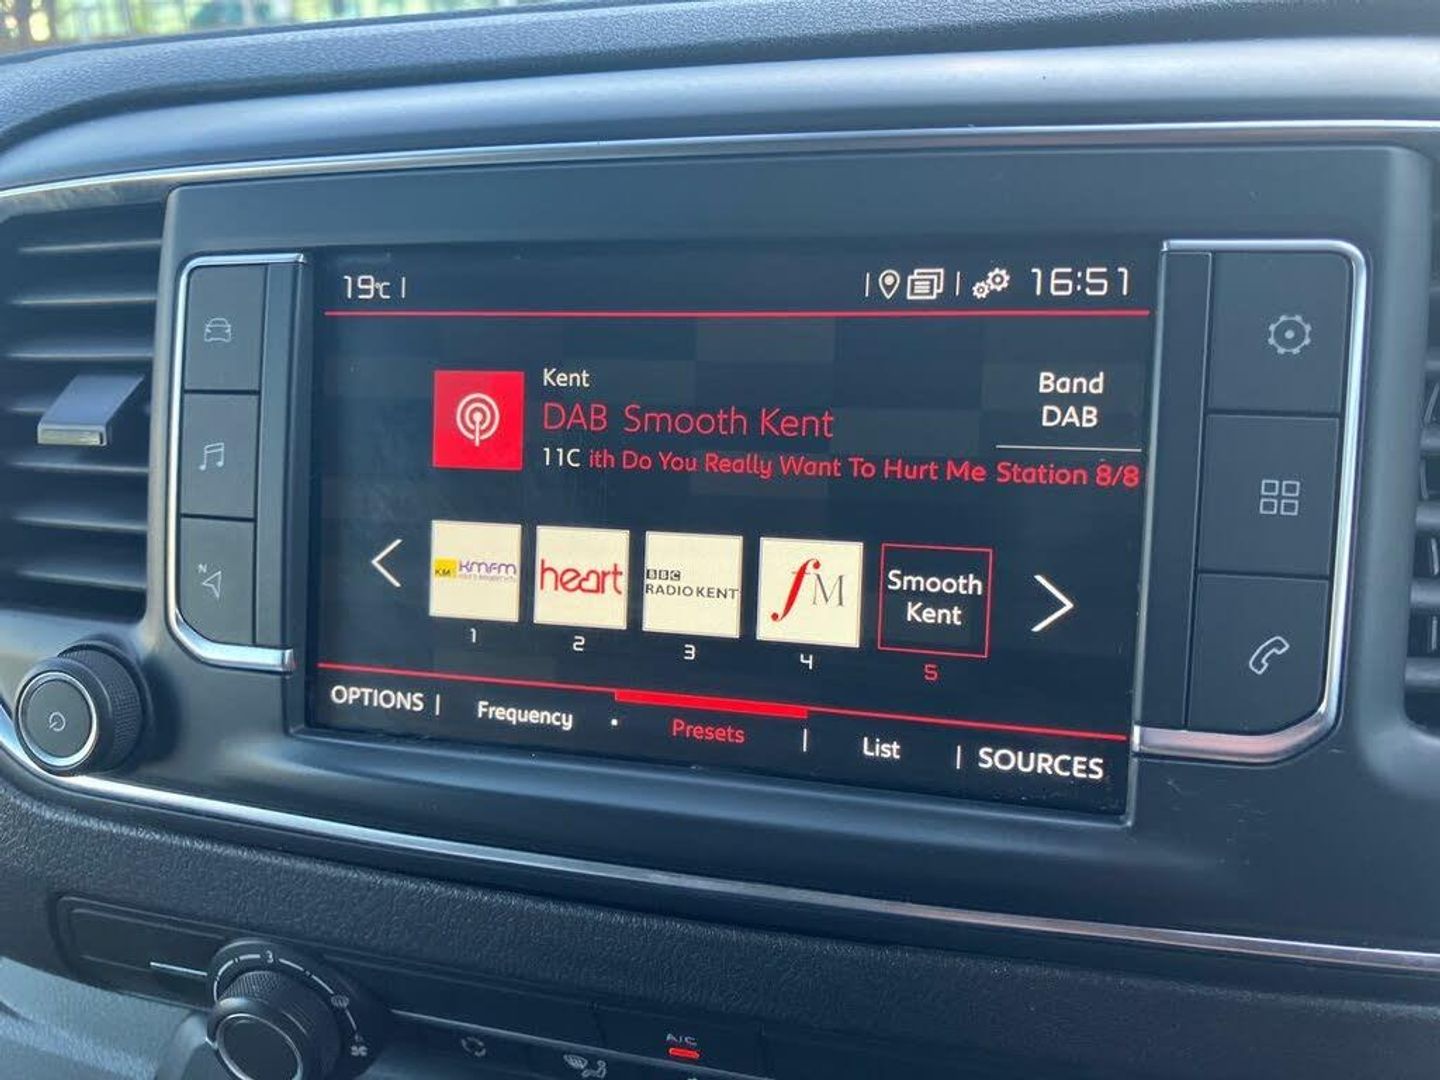 19°C
16:51
Kent
DAB Smooth Kent
11C ith Do You Really Want To Hurt Me Station 8/8
Band
DAB
KM kmfm
heart
BBC
RADIO KENT
fM
Smooth
Kent
1
2
3
4
5
OPTIONS
Frequency
Presets
List
SOURCES
N
3
A/C